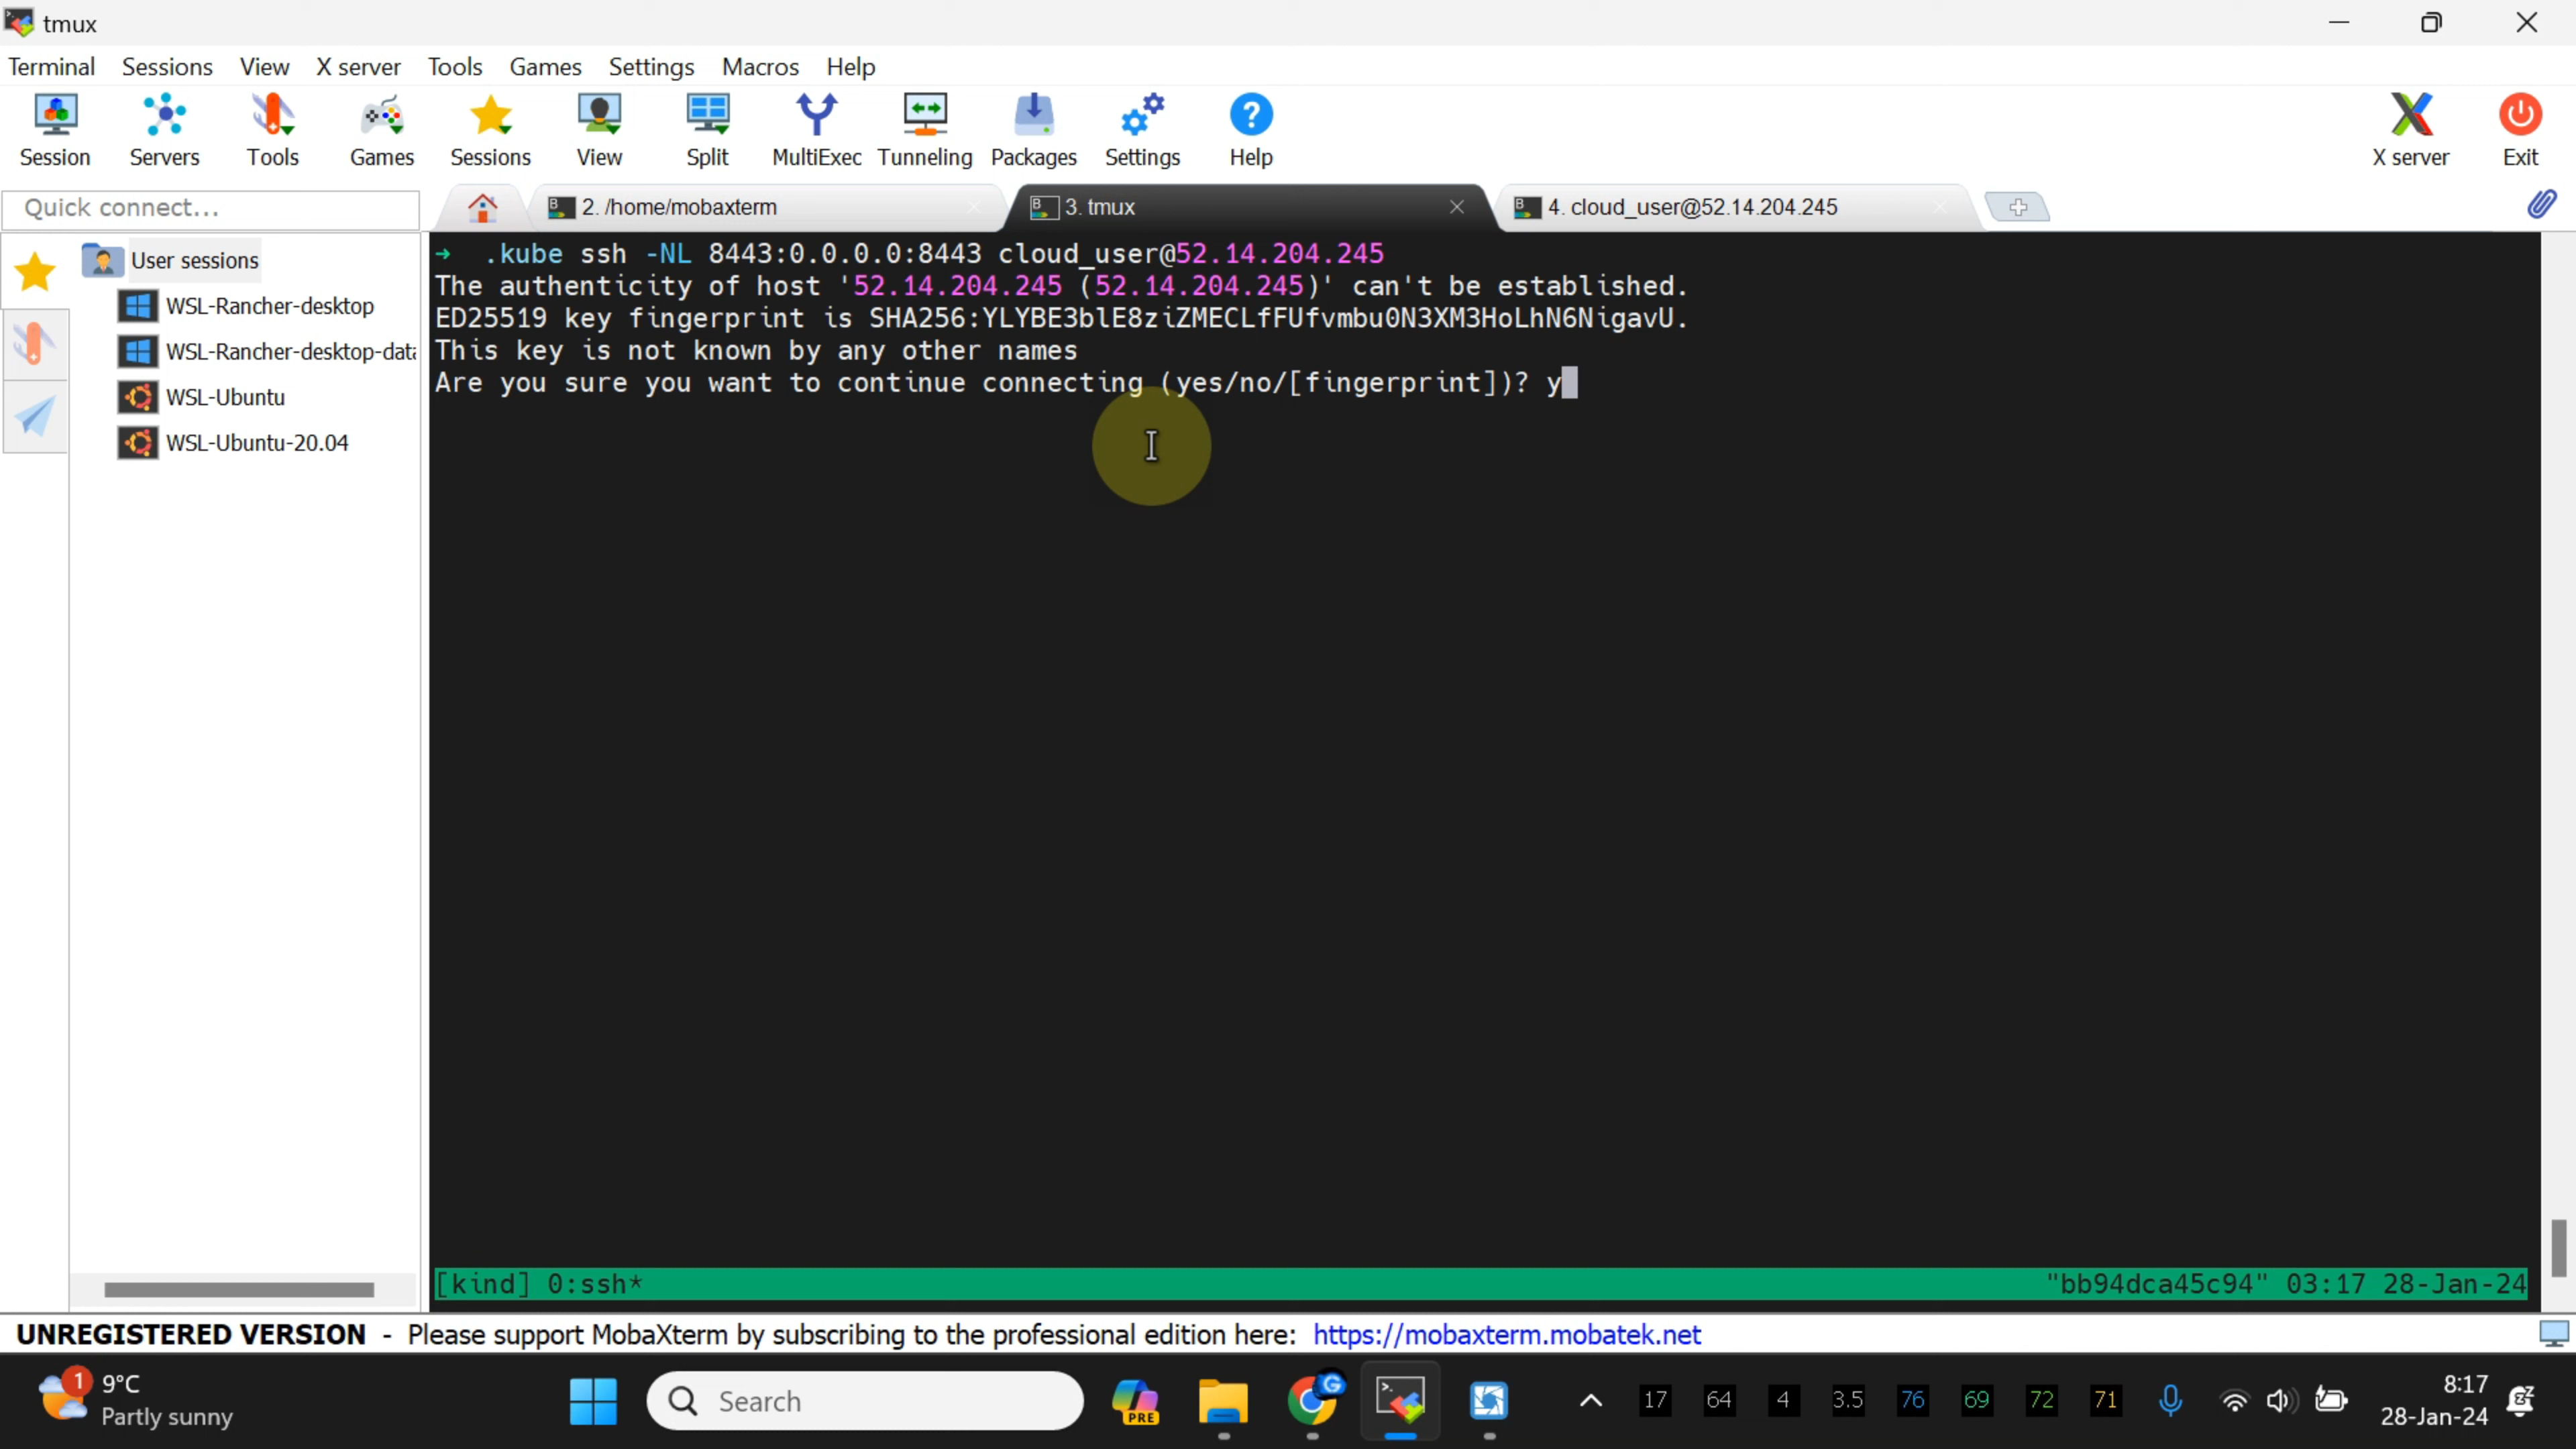 tmux
Terminal Sessions View X server Tools Games Settings Macros Help
Session Servers Tools Games Sessions View Split MultiExec Tunneling Packages Settings Help X server Exit
Quick connect... 2. /home/mobaxterm 3. tmux 4. cloud_user@52.14.204.245
User sessions
WSL-Rancher-desktop
WSL-Rancher-desktop-data
WSL-Ubuntu
WSL-Ubuntu-20.04
➜ .kube ssh -NL 8443:0.0.0.0:8443 cloud_user@52.14.204.245
The authenticity of host '52.14.204.245 (52.14.204.245)' can't be established.
ED25519 key fingerprint is SHA256:YLYBE3blE8ziZMECLfFUfvmbu0N3XM3HoLhN6NigavU.
This key is not known by any other names
Are you sure you want to continue connecting (yes/no/[fingerprint])? y
[kind] 0:ssh* "bb94dca45c94" 03:17 28-Jan-24
UNREGISTERED VERSION - Please support MobaXterm by subscribing to the professional edition here: https://mobaxterm.mobatek.net
1 9°C
Partly sunny
Search
PRE
G
17 64 4 3.5 76 69 72 71
8:17
28-Jan-24